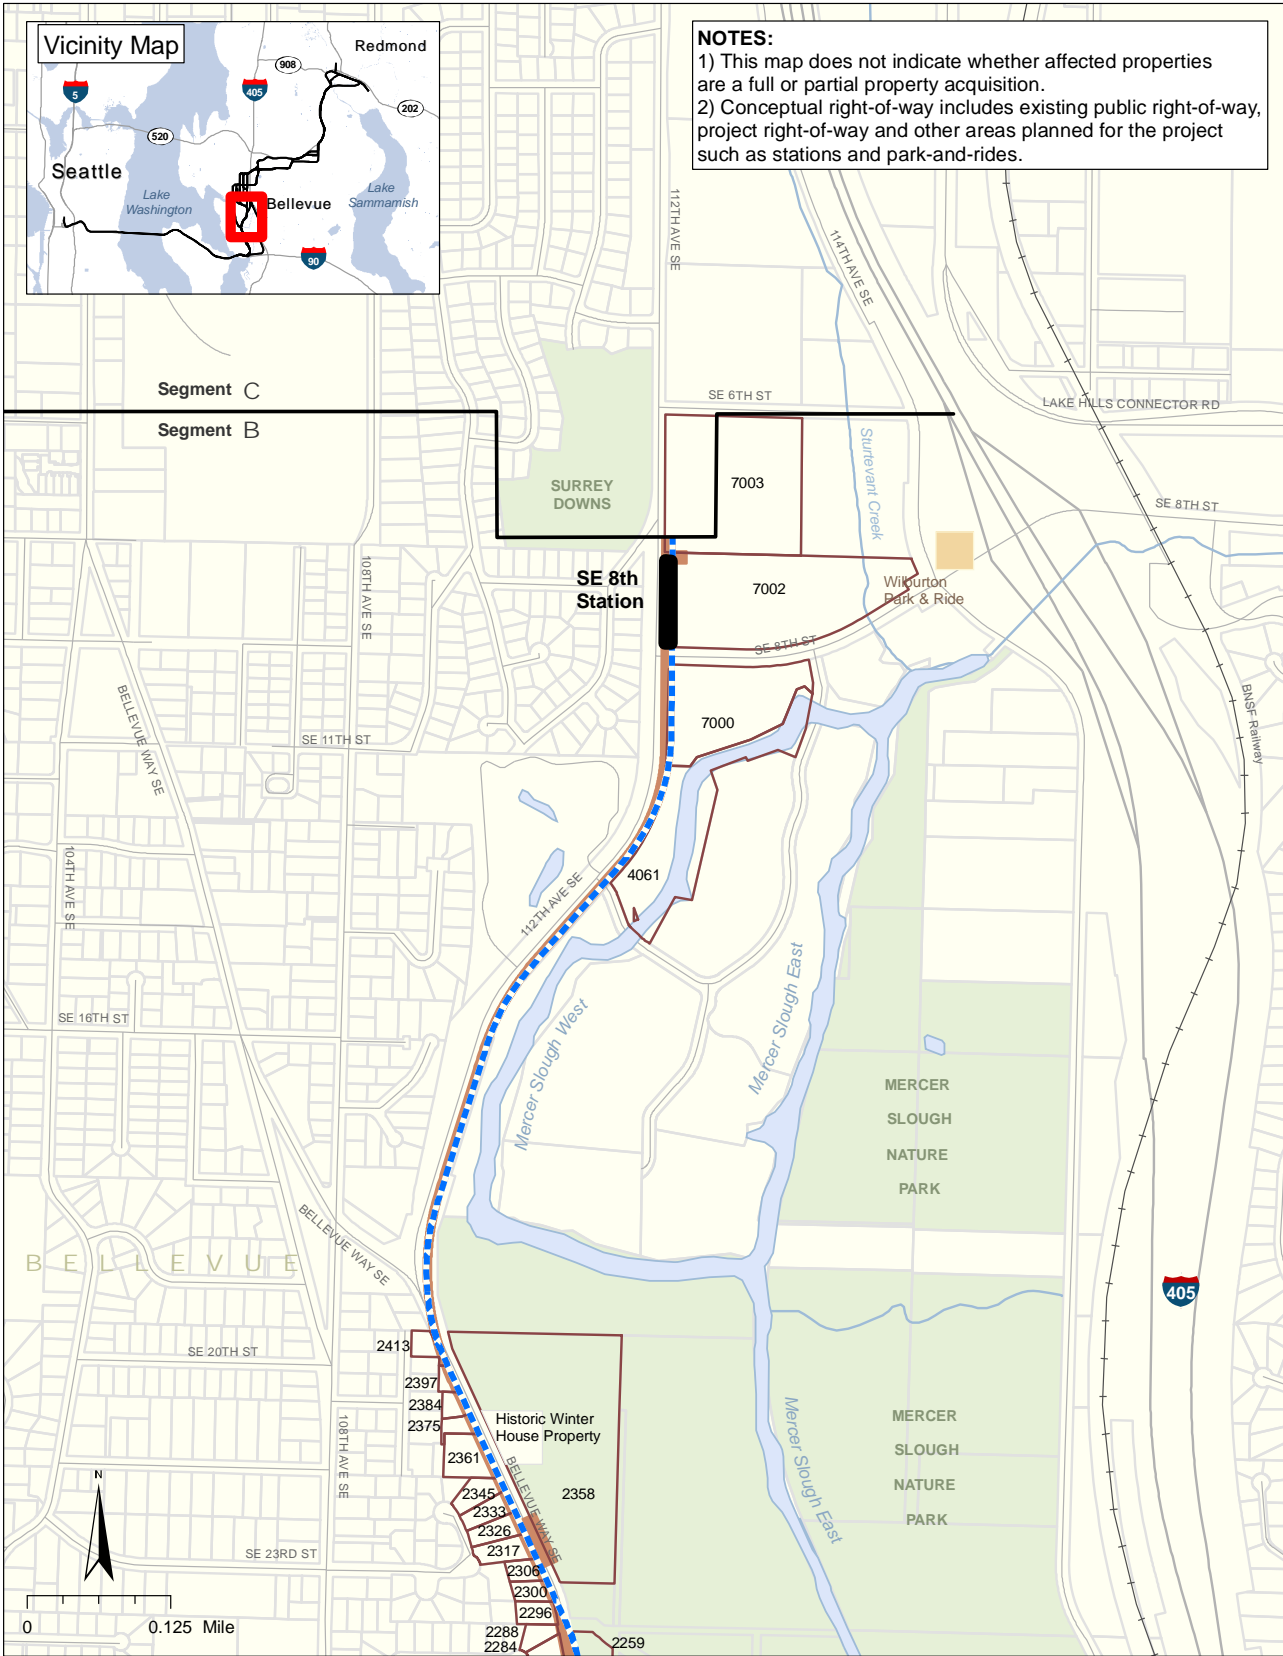 Vicinity Map
Redmond
908
5
405
202
520
Seattle
Lake
Washington
Lake
Sammamish
Bellevue
90
NOTES:
1) This map does not indicate whether affected properties
are a full or partial property acquisition.
2) Conceptual right-of-way includes existing public right-of-way,
project right-of-way and other areas planned for the project
such as stations and park-and-rides.
112TH AVE SE
114TH AVE SE
Segment C
Segment B
SE 6TH ST
LAKE HILLS CONNECTOR RD
SURREY
DOWNS
7003
Sturtevant Creek
SE 8TH ST
108TH AVE SE
SE 8th
Station
7002
Wilburton
Park & Ride
SE 8TH ST
BELLEVUE WAY SE
7000
BNSF Railway
SE 11TH ST
104TH AVE SE
4061
112TH AVE SE
Mercer Slough East
Mercer Slough West
SE 16TH ST
MERCER
SLOUGH
NATURE
PARK
BELLEVUE WAY SE
BELLEVUE
405
2413
SE 20TH ST
2397
2384
2375
108TH AVE SE
Historic Winter
House Property
Mercer Slough East
MERCER
SLOUGH
NATURE
PARK
2361
BELLEVUE WAY SE
N
2345
2358
2333
2326
2317
SE 23RD ST
2306
2300
2296
0
0.125 Mile
2288
2284
2259